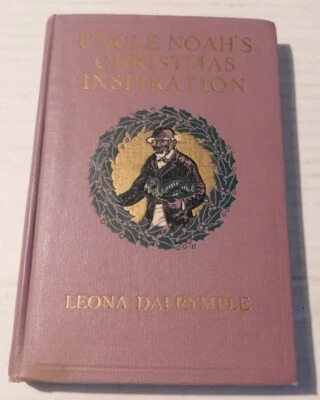 UNCLE NOAH'S
CHRISTMAS
INSPIRATION
LEONA DALRYMPLE